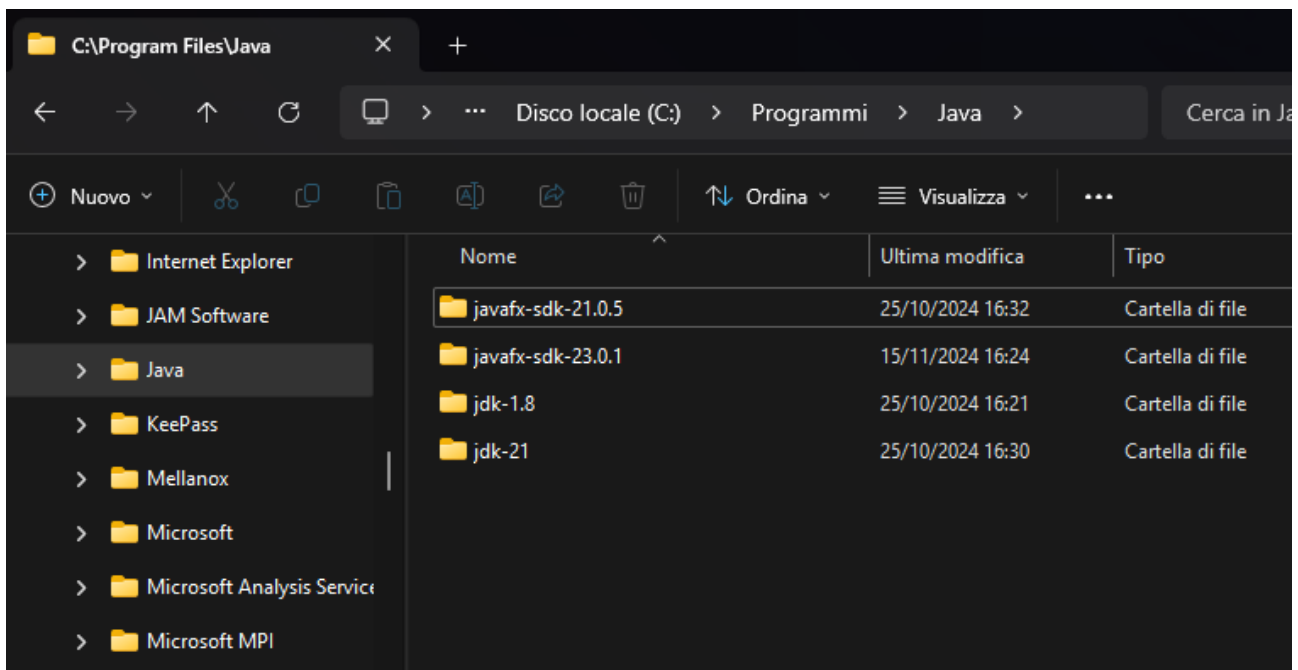 C:\Program Files\Java
Disco locale (C:) Programmi Java Cerca in
Nuovo Ordina Visualizza
Internet Explorer
JAM Software
Java
KeePass
Mellanox
Microsoft
Microsoft Analysis
Microsoft MPI
Nome Ultima modifica Tipo
javafx-sdk-21.0.5 25/10/2024 16:32 Cartella di file
javafx-sdk-23.0.1 15/11/2024 16:24 Cartella di file
jdk-1.8 25/10/2024 16:21 Cartella di file
jdk-21 25/10/2024 16:30 Cartella di file